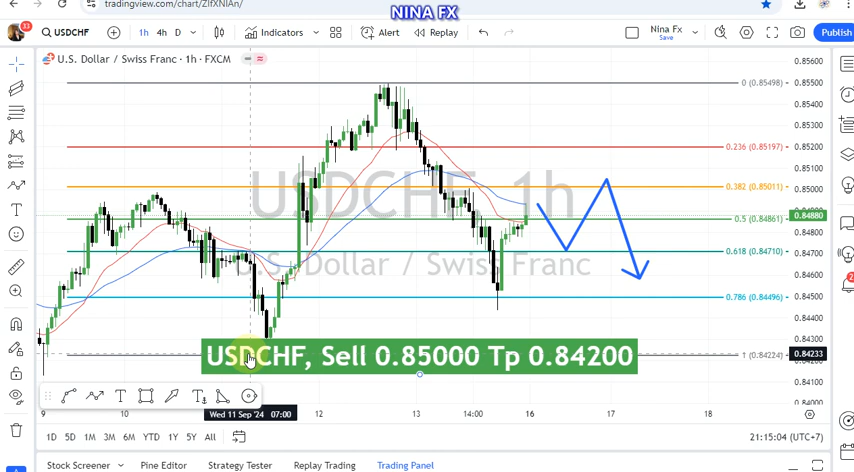 NINA FX
tradingview.com/chart/ZIfXNIAn/
33
USDCHF
1h 4h D
Indicators
Alert
Replay
Nina Fx
Save
Publish
U.S. Dollar / Swiss Franc · 1h · FXCM
USDCHF, 1h
U.S. Dollar / Swiss Franc
0 (0.85498)
0.236 (0.85197)
0.382 (0.85011)
0.5 (0.84861)
0.618 (0.84710)
0.786 (0.84496)
1 (0.84224)
0.85600
0.85500
0.85400
0.85300
0.85200
0.85100
0.85000
0.84900
0.84880
0.84800
0.84700
0.84600
0.84500
0.84400
0.84300
0.84233
0.84100
0.84000
USDCHF, Sell 0.85000 Tp 0.84200
9 10 Wed 11 Sep '24 07:00 12 13 14:00 16 17 18
1D 5D 1M 3M 6M YTD 1Y 5Y All
21:15:04 (UTC+7)
Stock Screener Pine Editor Strategy Tester Replay Trading Trading Panel